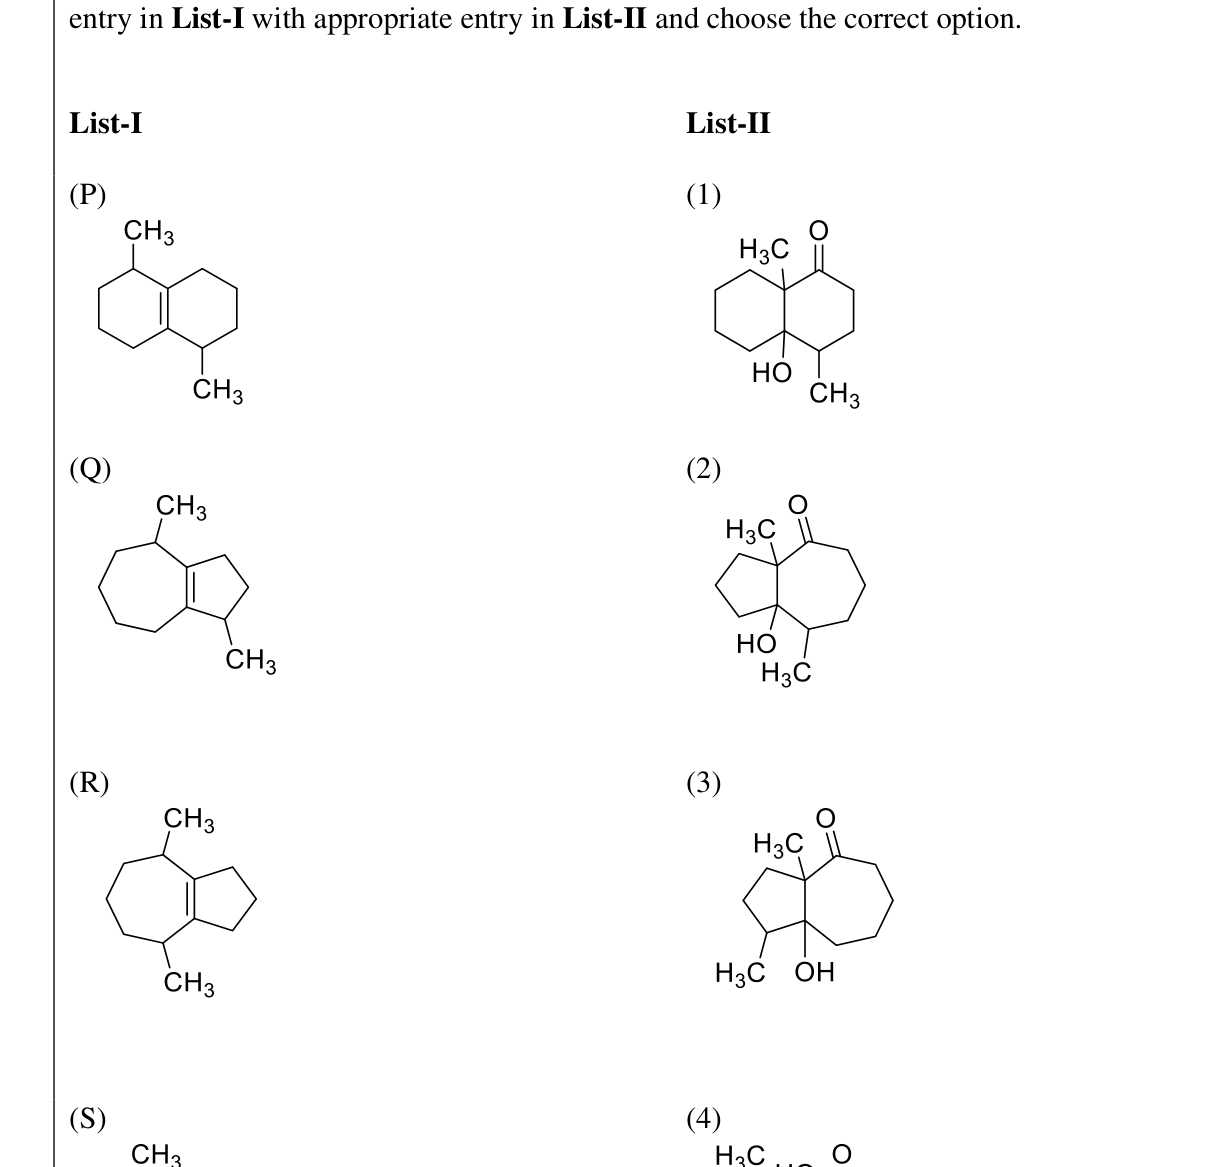 entry in List-I with appropriate entry in List-II and choose the correct option.
List-I
List-II
(P)
(1)
CH3
O
H3C
HO
CH3
CH3
(Q)
(2)
CH3
O
H3C
HO
CH3
H3C
(R)
(3)
CH3
O
H3C
CH3
H3C
OH
(S)
(4)
CH3
H3C
O